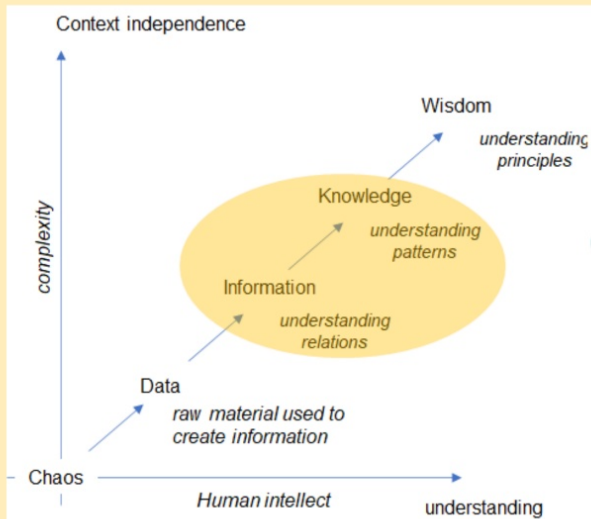 Context independence
Wisdom
understanding
principles
Knowledge
understanding
patterns
complexity
Information
understanding
relations
Data
raw material used to
create information
Chaos
Human intellect
understanding